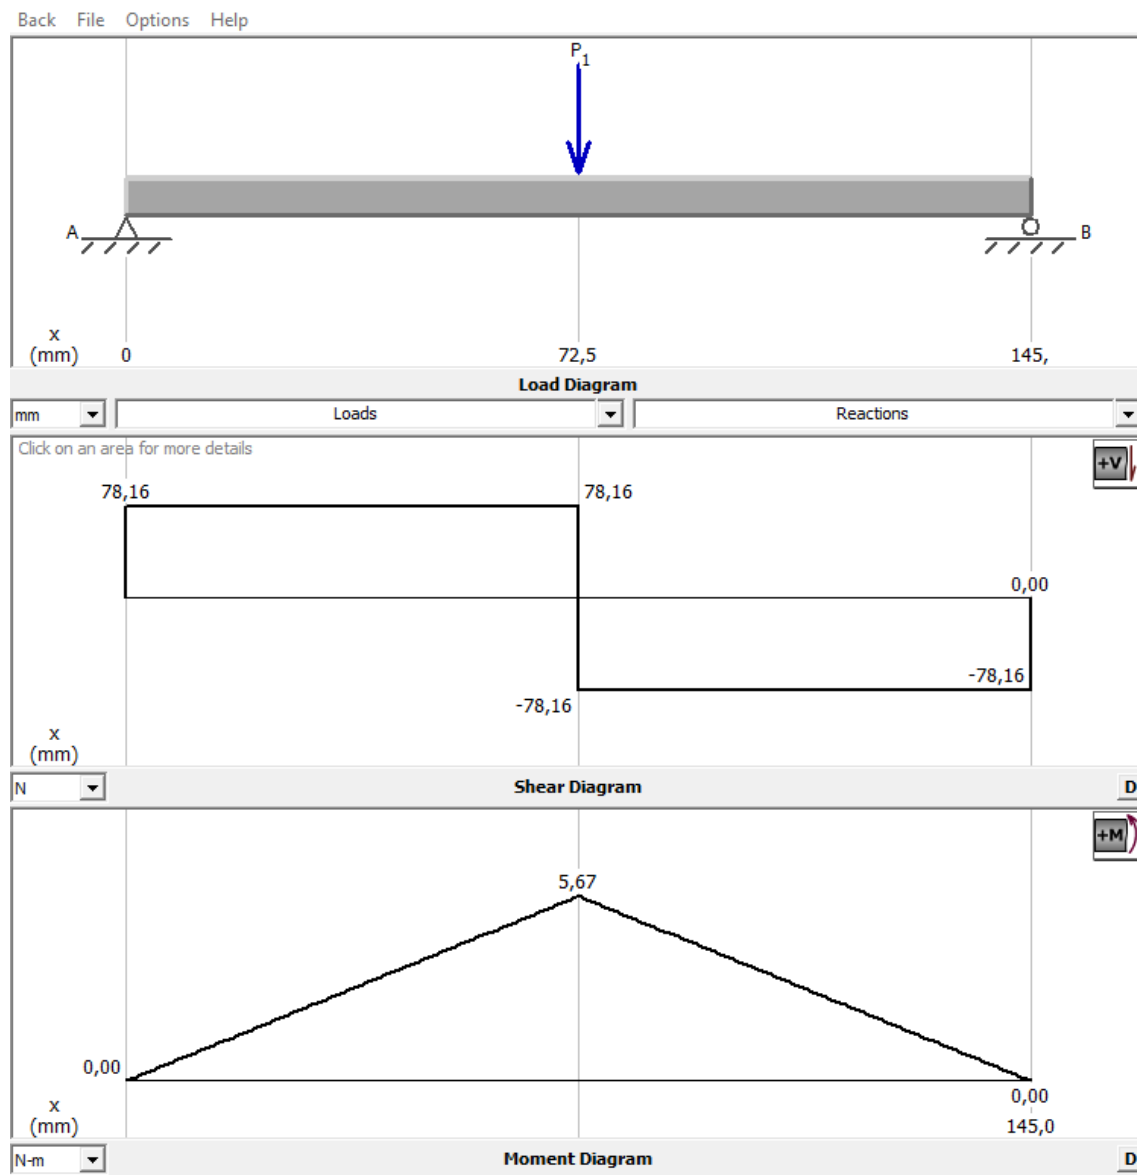 Back File Options Help
P1
A
B
x
(mm) 0 72,5 145,
Load Diagram
mm Loads Reactions
Click on an area for more details
+V
78,16 78,16
0,00
-78,16
-78,16
x
(mm)
N Shear Diagram D
+M
5,67
0,00
0,00
x
(mm) 145,0
N-m Moment Diagram D